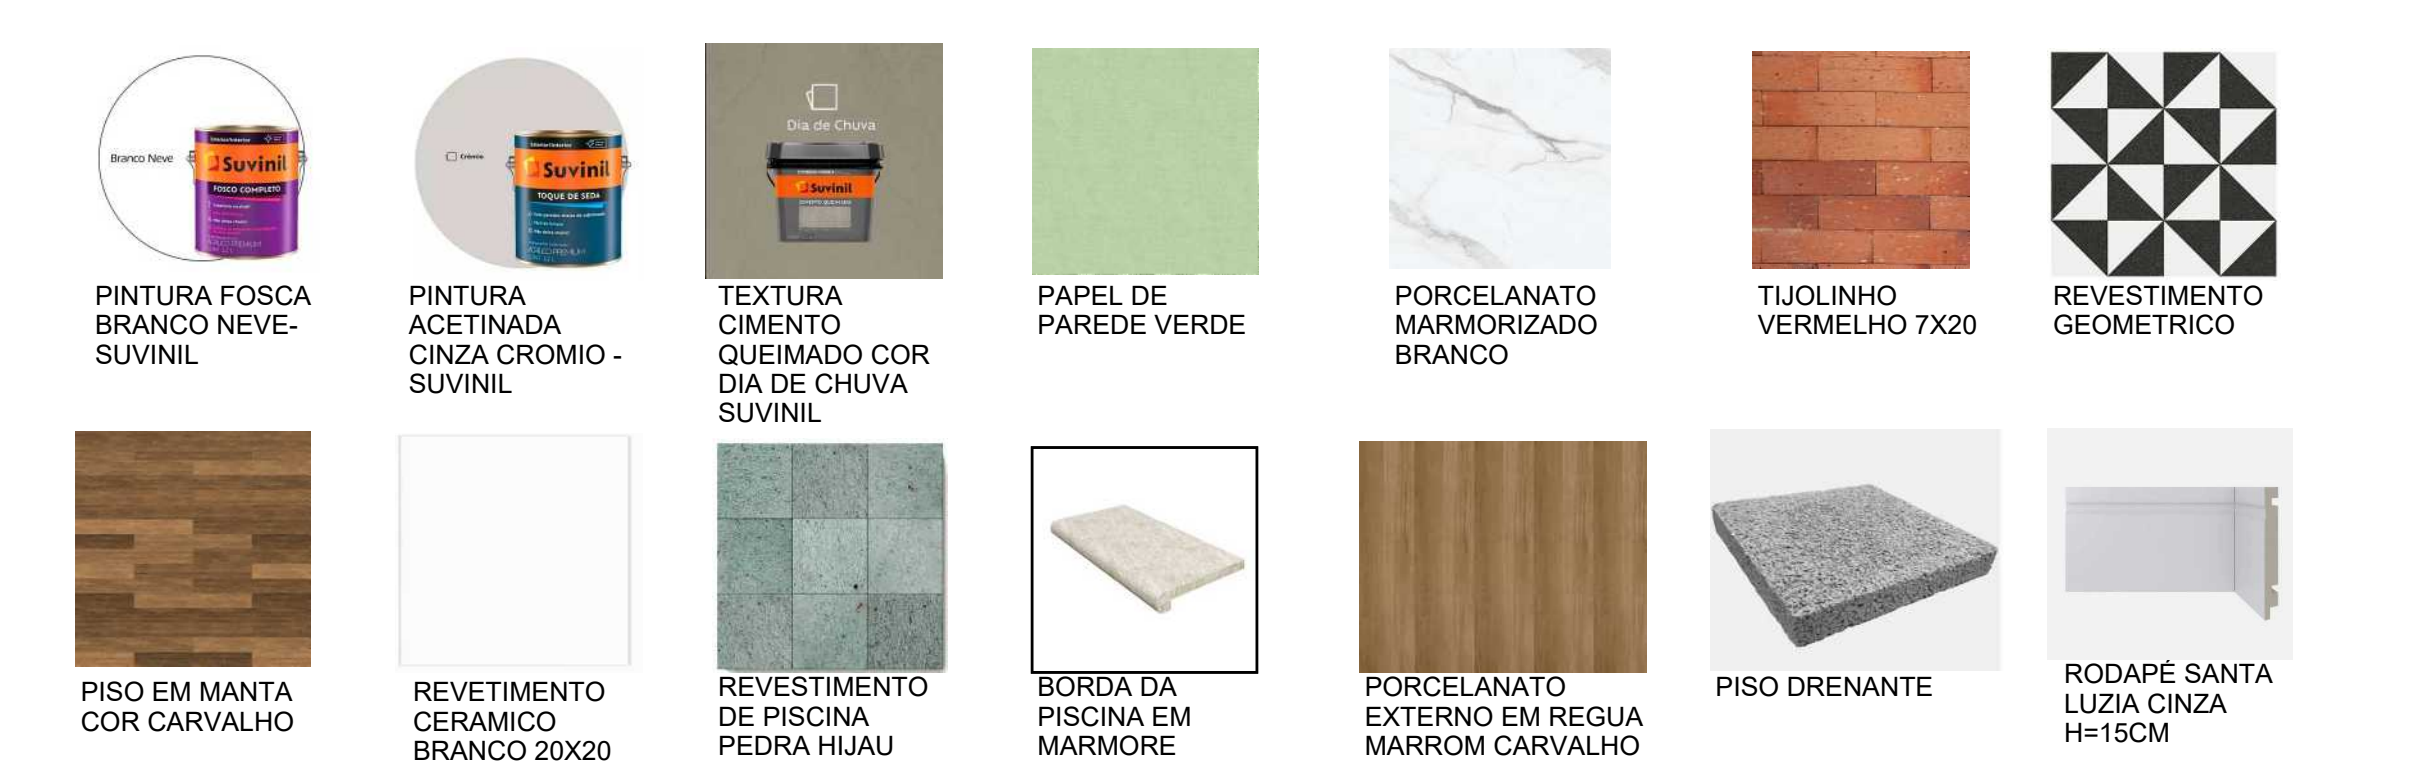 Branco Neve
Suvinil
FOSCO COMPLETO
Crômio
Suvinil
TOQUE DE SEDA
Dia de Chuva
Suvinil
PINTURA FOSCA
BRANCO NEVE-
SUVINIL
PINTURA
ACETINADA
CINZA CROMIO -
SUVINIL
TEXTURA
CIMENTO
QUEIMADO COR
DIA DE CHUVA
SUVINIL
PAPEL DE
PAREDE VERDE
PORCELANATO
MARMORIZADO
BRANCO
TIJOLINHO
VERMELHO 7X20
REVESTIMENTO
GEOMETRICO
PISO EM MANTA
COR CARVALHO
REVETIMENTO
CERAMICO
BRANCO 20X20
REVESTIMENTO
DE PISCINA
PEDRA HIJAU
BORDA DA
PISCINA EM
MARMORE
PORCELANATO
EXTERNO EM REGUA
MARROM CARVALHO
PISO DRENANTE
RODAPÉ SANTA
LUZIA CINZA
H=15CM